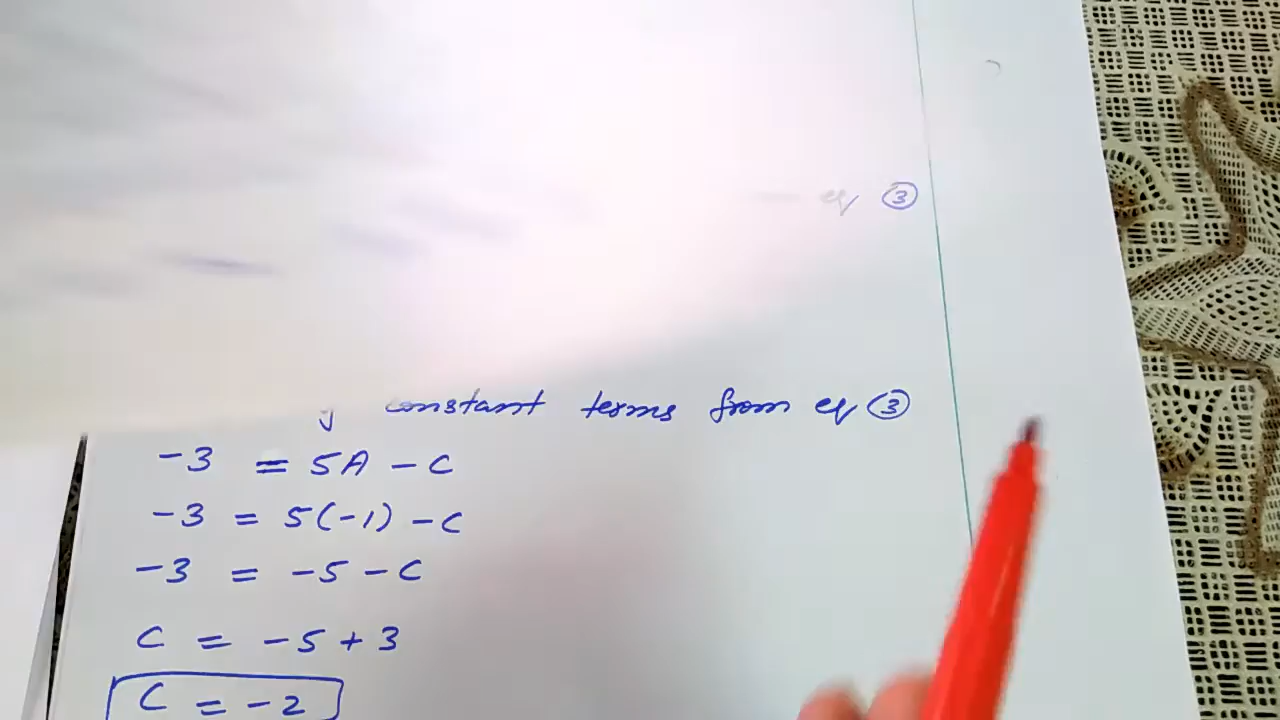 eq ③
constant terms from eq ③
-3 = 5A - C
-3 = 5(-1) - C
-3 = -5 - C
C = -5 + 3
C = -2